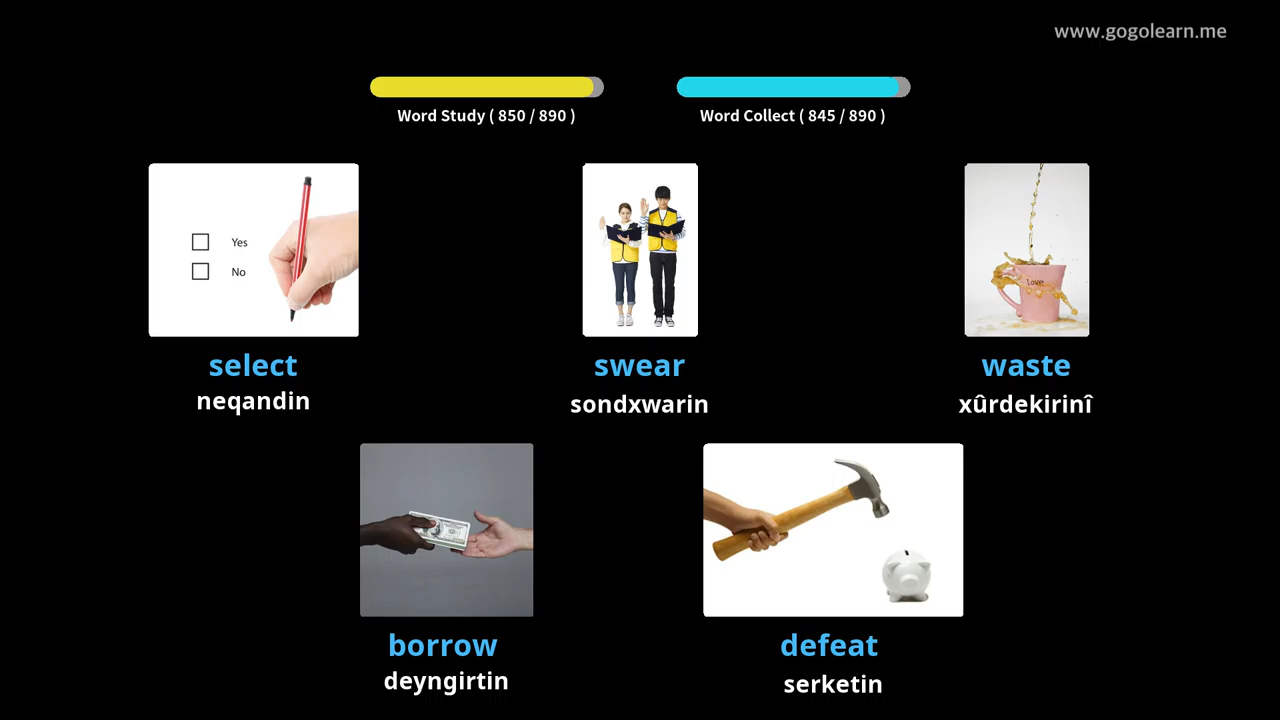 www.gogolearn.me
Word Study ( 850 / 890 )
Word Collect ( 845 / 890 )
Yes
No
Love
select
swear
waste
neqandin
sondxwarin
xûrdekirinî
borrow
defeat
deyngirtin
serketin